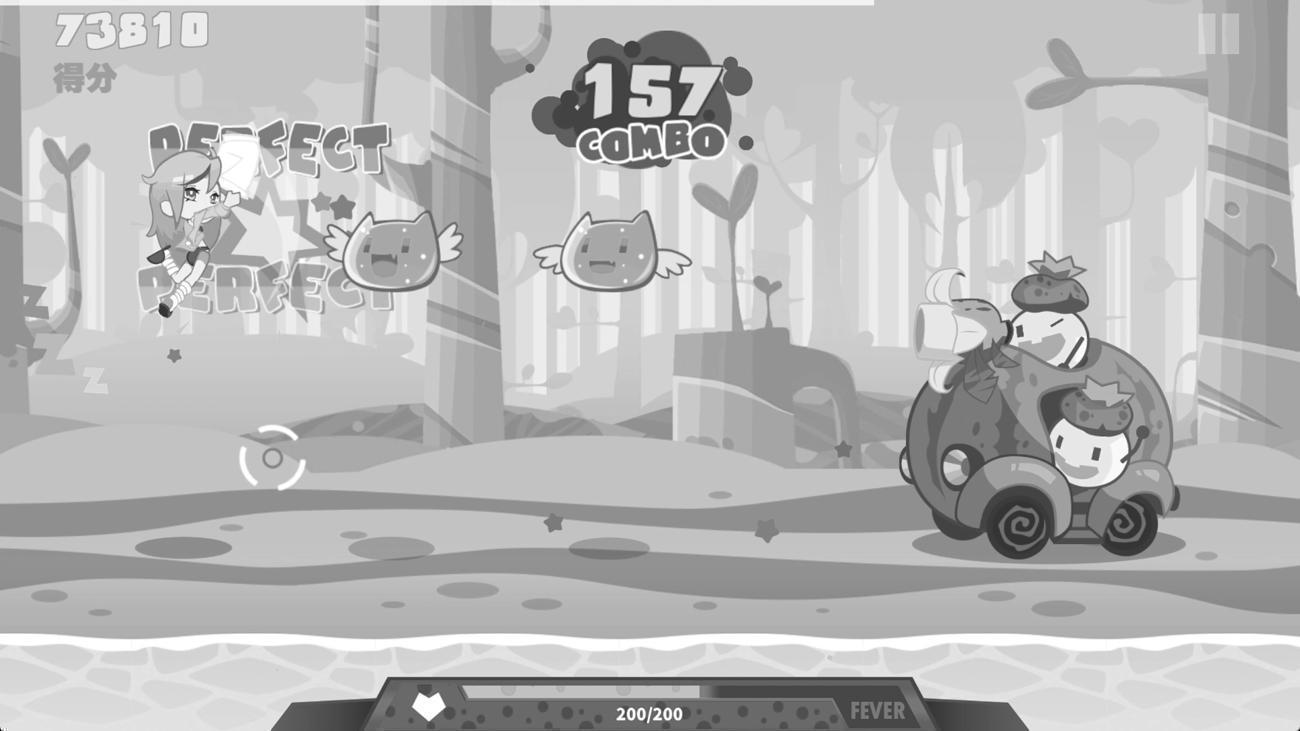 73810
得分
157
COMBO
PERFECT
PERFECT
Z
Z
Z
200/200
FEVER